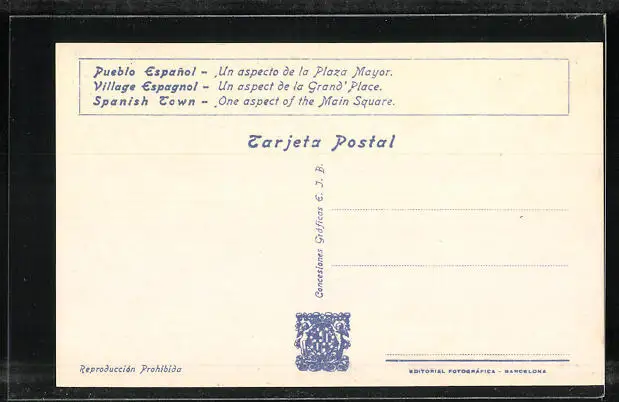 Pueblo Español - Un aspecto de la Plaza Mayor.
Village Espagnol - Un aspect de la Grand' Place.
Spanish Town - One aspect of the Main Square.
Tarjeta Postal
Concesiones Gráficas E. I. B.
Reproducción Prohibida
EDITORIAL FOTOGRÁFICA - BARCELONA